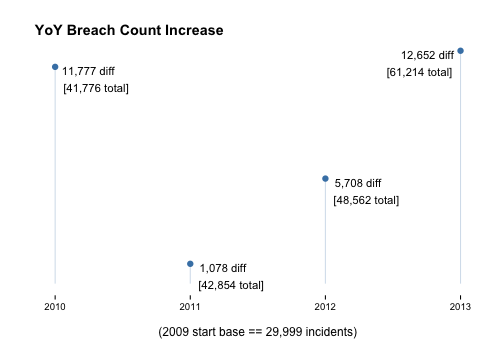 YoY Breach Count Increase
12,652 diff
[61,214 total]
11,777 diff
[41,776 total]
5,708 diff
[48,562 total]
1,078 diff
[42,854 total]
2010 2011 2012 2013
(2009 start base == 29,999 incidents)